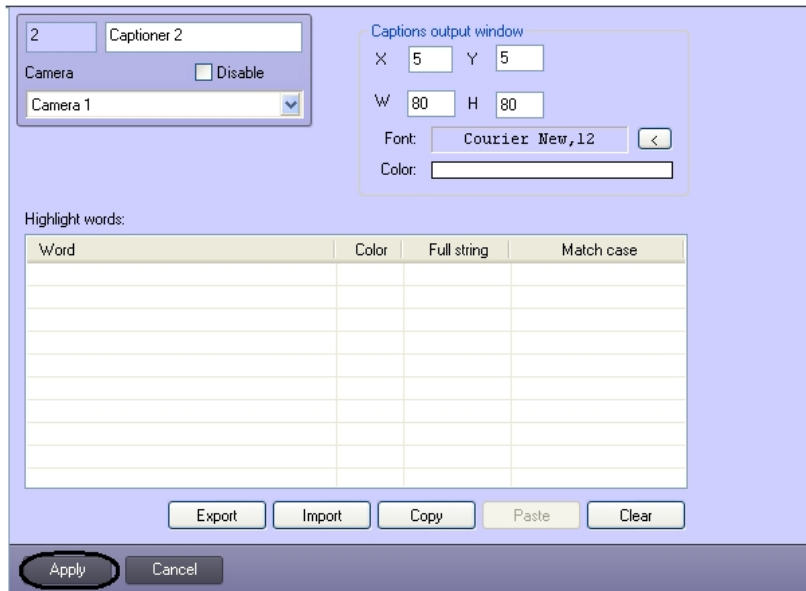 2 Captioner 2
Camera Disable
Camera 1
Captions output window
X 5 Y 5
W 80 H 80
Font: Courier New,12 <
Color:
Highlight words:
Word Color Full string Match case
Export Import Copy Paste Clear
Apply Cancel